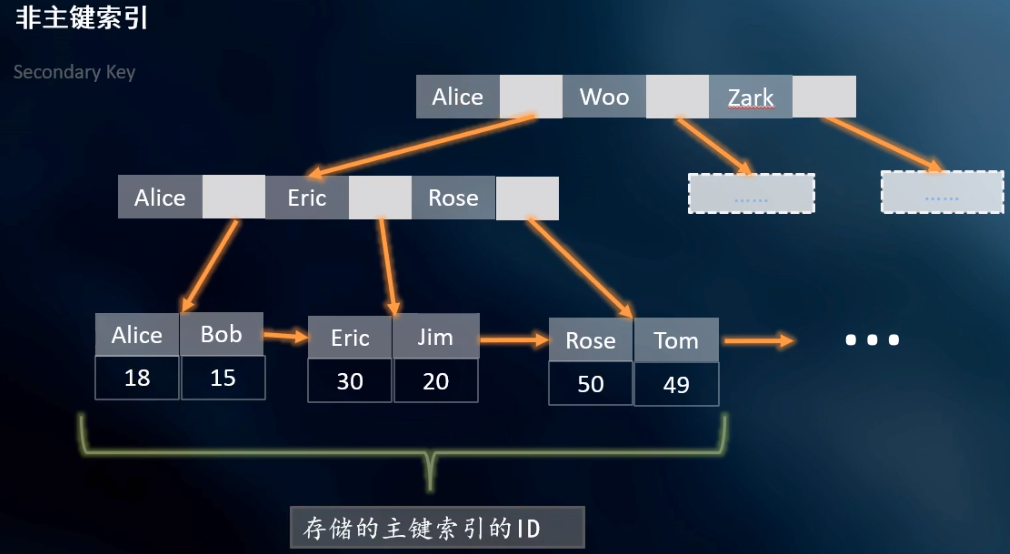 非主键索引
Secondary Key
Alice Woo Zark
Alice Eric Rose
...... ......
Alice Bob Eric Jim Rose Tom
18 15 30 20 50 49
存储的主键索引的ID